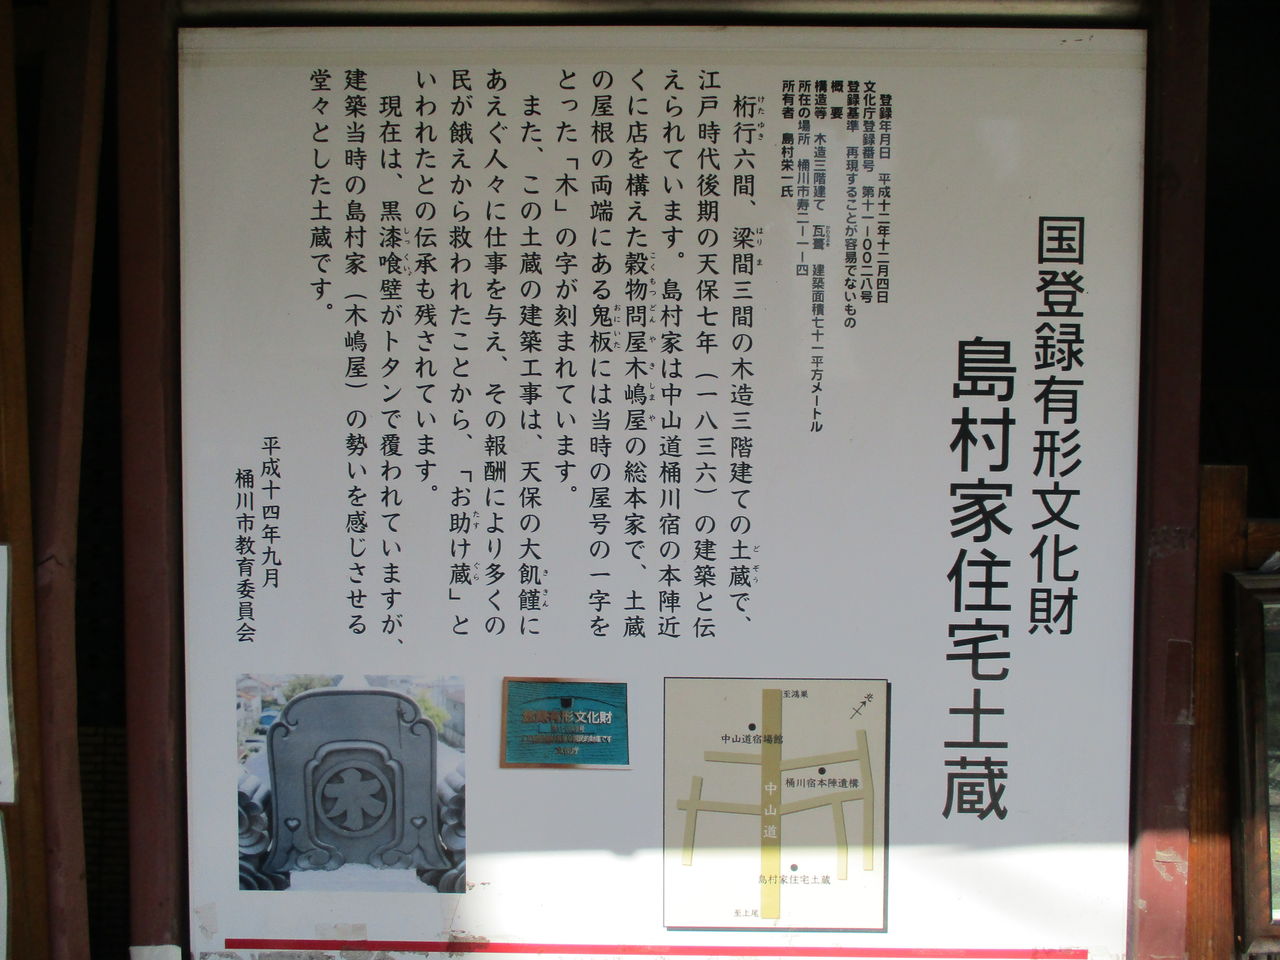 国登録有形文化財
島村家住宅土蔵
登録年月日　平成十二年十二月四日
文化庁登録番号　第十一ー〇〇二八号
登録基準　再現することが容易でないもの
概　要
構造等　木造三階建て　瓦葺　建築面積七十一平方メートル
所在の場所　桶川市寿二ー一ー四
所有者　島村栄一氏
桁行六間、梁間三間の木造三階建ての土蔵で、
江戸時代後期の天保七年（一八三六）の建築と伝
えられています。島村家は中山道桶川宿の本陣近
くに店を構えた穀物問屋木嶋屋の総本家で、土蔵
の屋根の両端にある鬼板には当時の屋号の一字を
とった「木」の字が刻まれています。
また、この土蔵の建築工事は、天保の大飢饉に
あえぐ人々に仕事を与え、その報酬により多くの
民が餓えから救われたことから、「お助け蔵」と
いわれたとの伝承も残されています。
現在は、黒漆喰壁がトタンで覆われていますが、
建築当時の島村家（木嶋屋）の勢いを感じさせる
堂々とした土蔵です。
平成十四年九月
桶川市教育委員会
木
登録有形文化財
至鴻巣
北
中山道宿場館
桶川宿本陣遺構
中山道
島村家住宅土蔵
至上尾